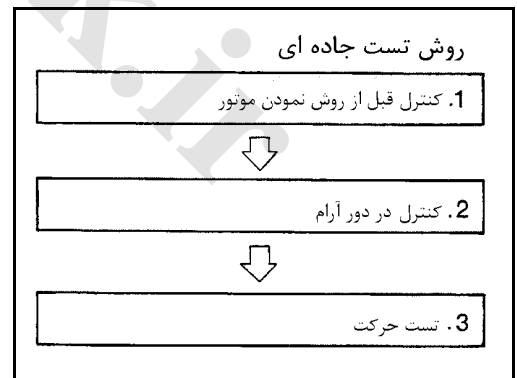 روش تست جاده ای
1. کنترل قبل از روش نمودن موتور
2. کنترل در دور آرام
3. تست حرکت
k.ir